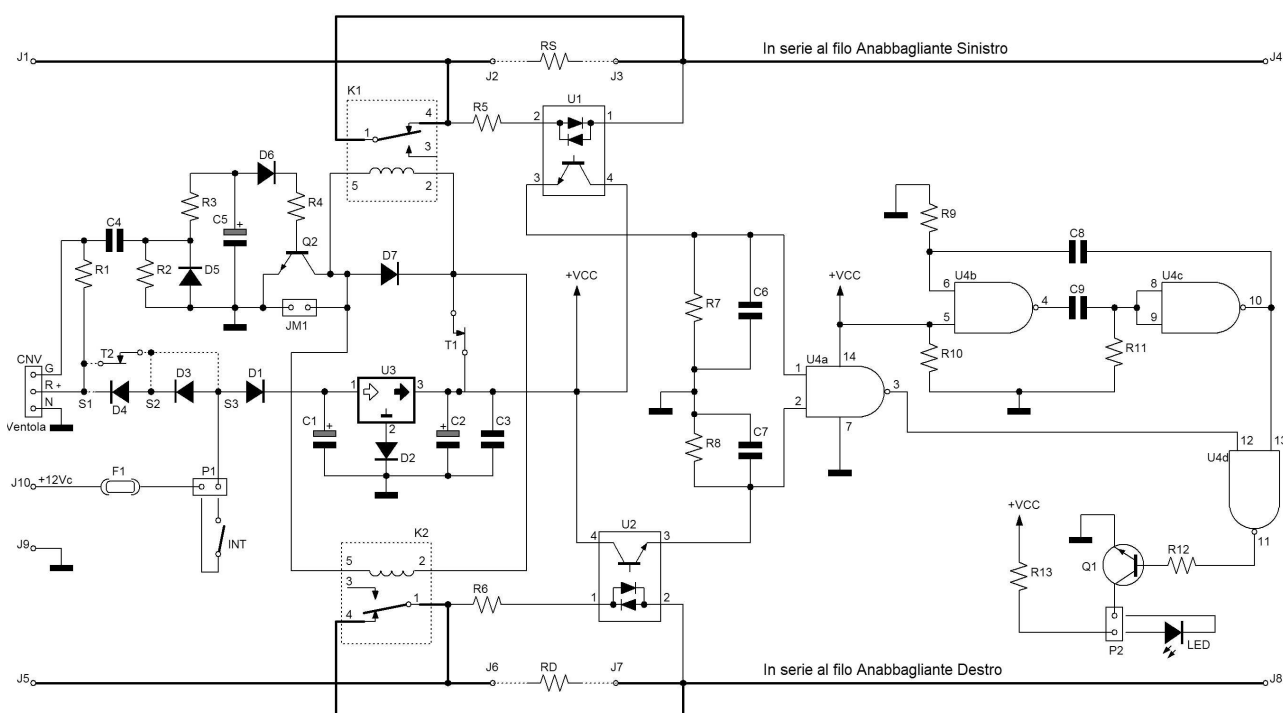 RS
In serie al filo Anabbagliante Sinistro
J1
J2
J3
J4
K1
U1
R5
4
1
3
5
2
2
1
3
4
D6
R3
C5
+
R4
C4
Q2
R1
R2
D5
D7
JM1
T1
+VCC
R7
C6
R9
C8
U4b
U4c
6
5
4
C9
8
9
10
+VCC
R10
R11
14
U4a
1
2
3
7
CNV
G
R +
N
Ventola
T2
S1
D4
S2
D3
S3
D1
U3
1
3
2
C1
+
D2
C2
+
C3
R8
C7
J10
+12Vc
F1
P1
INT
J9
K2
5
2
3
4
1
R6
U2
4
3
1
2
12
13
U4d
11
+VCC
R13
Q1
R12
P2
LED
J5
J6
RD
J7
In serie al filo Anabbagliante Destro
J8